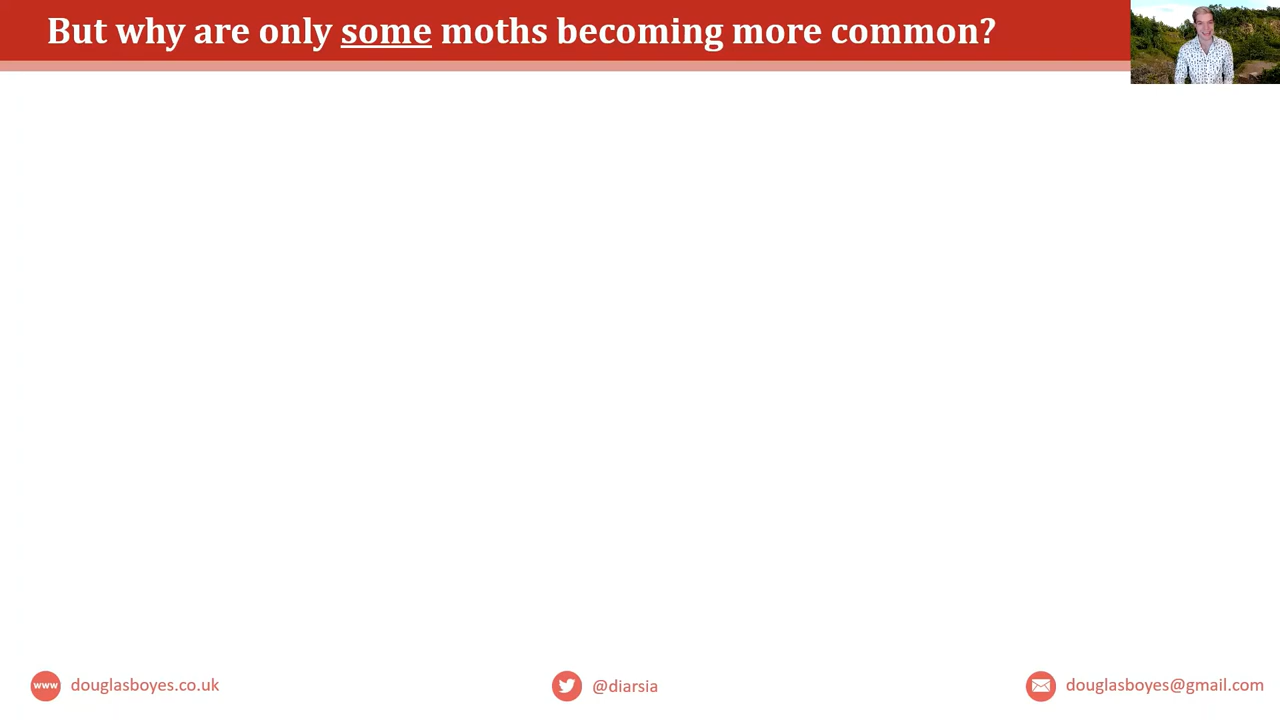 But why are only some moths becoming more common?
www douglasboyes.co.uk
@diarsia
douglasboyes@gmail.com